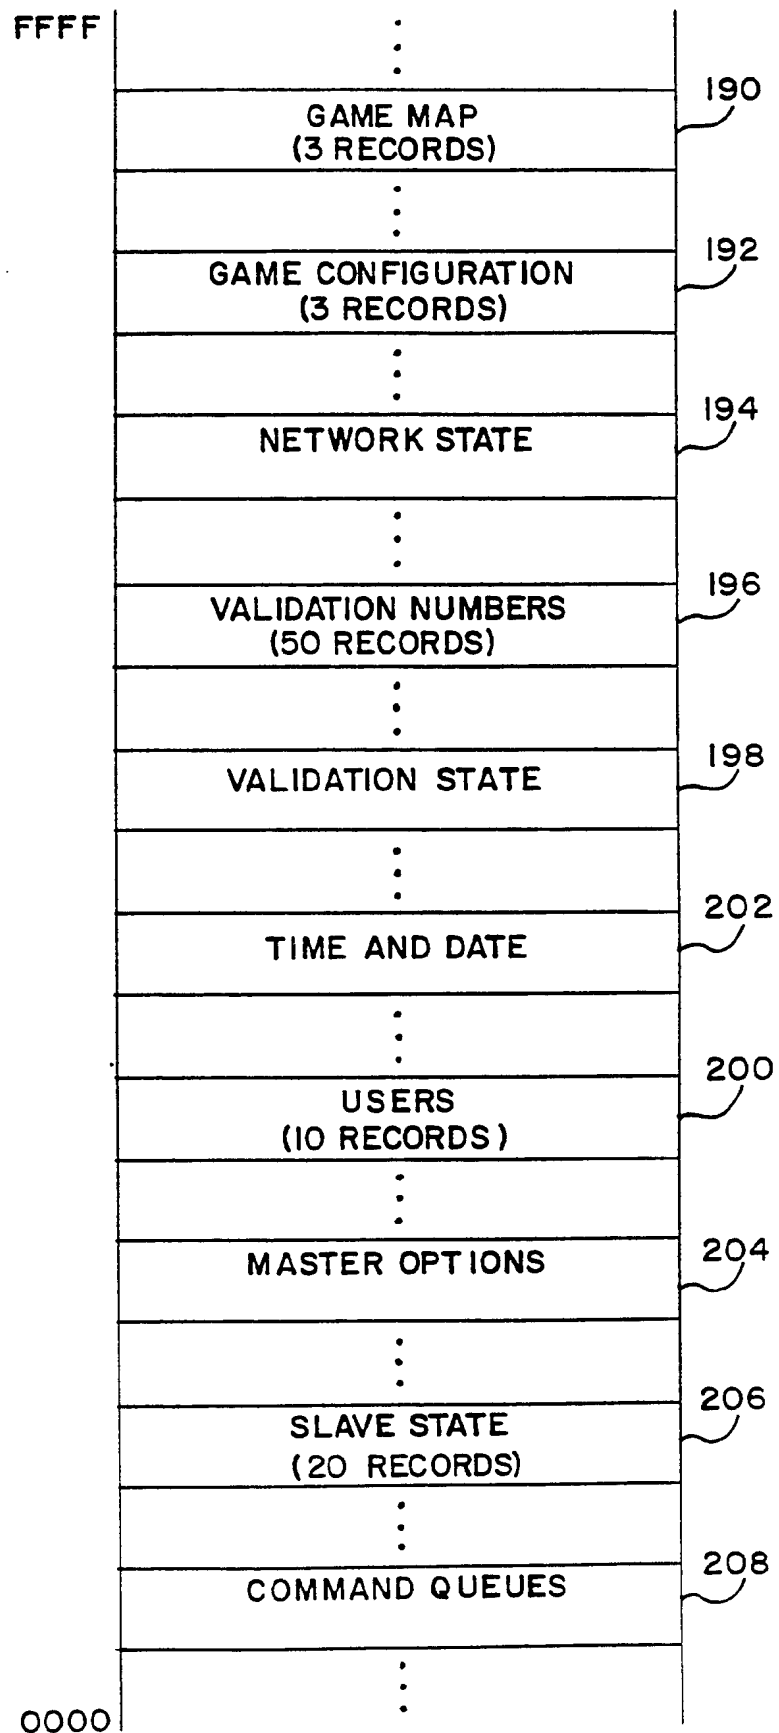 FFFF
190
GAME MAP
(3 RECORDS)
192
GAME CONFIGURATION
(3 RECORDS)
194
NETWORK STATE
196
VALIDATION NUMBERS
(50 RECORDS)
198
VALIDATION STATE
202
TIME AND DATE
200
USERS
(10 RECORDS)
204
MASTER OPTIONS
206
SLAVE STATE
(20 RECORDS)
208
COMMAND QUEUES
0000